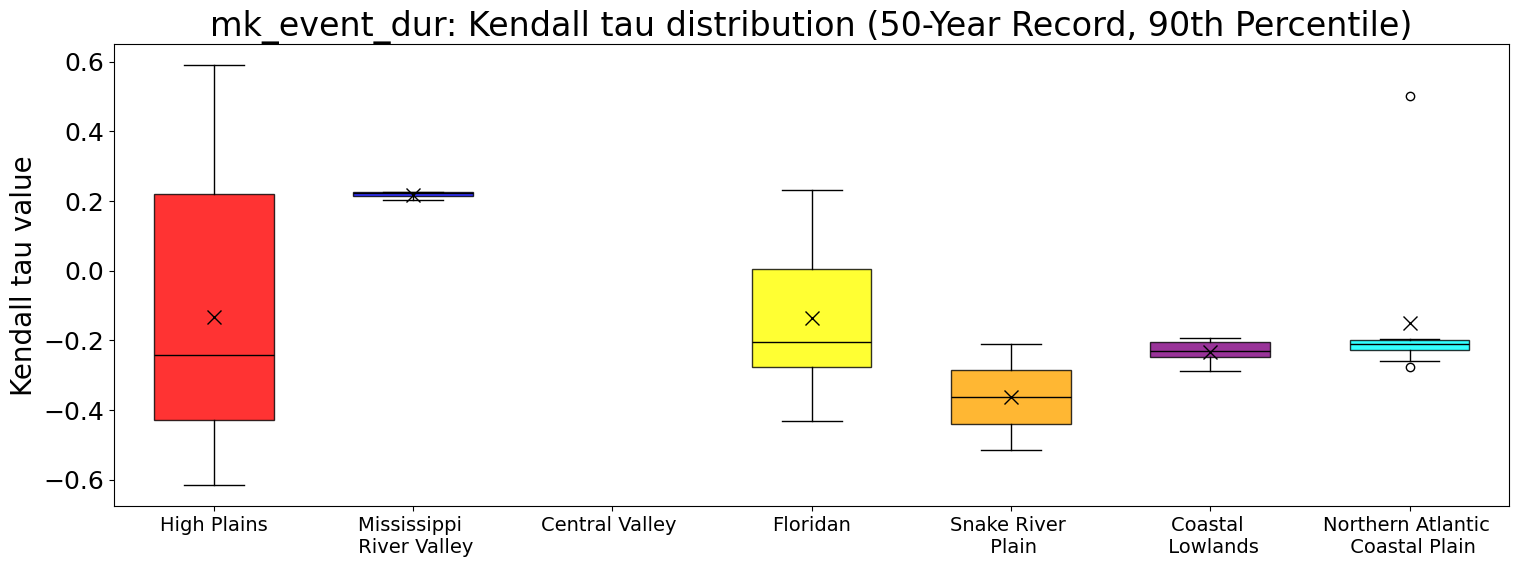 mk_event_dur: Kendall tau distribution (50-Year Record, 90th Percentile)
Kendall tau value
0.6
0.4
0.2
0.0
−0.2
−0.4
−0.6
High Plains
Mississippi
River Valley
Central Valley
Floridan
Snake River
Plain
Coastal
Lowlands
Northern Atlantic
Coastal Plain